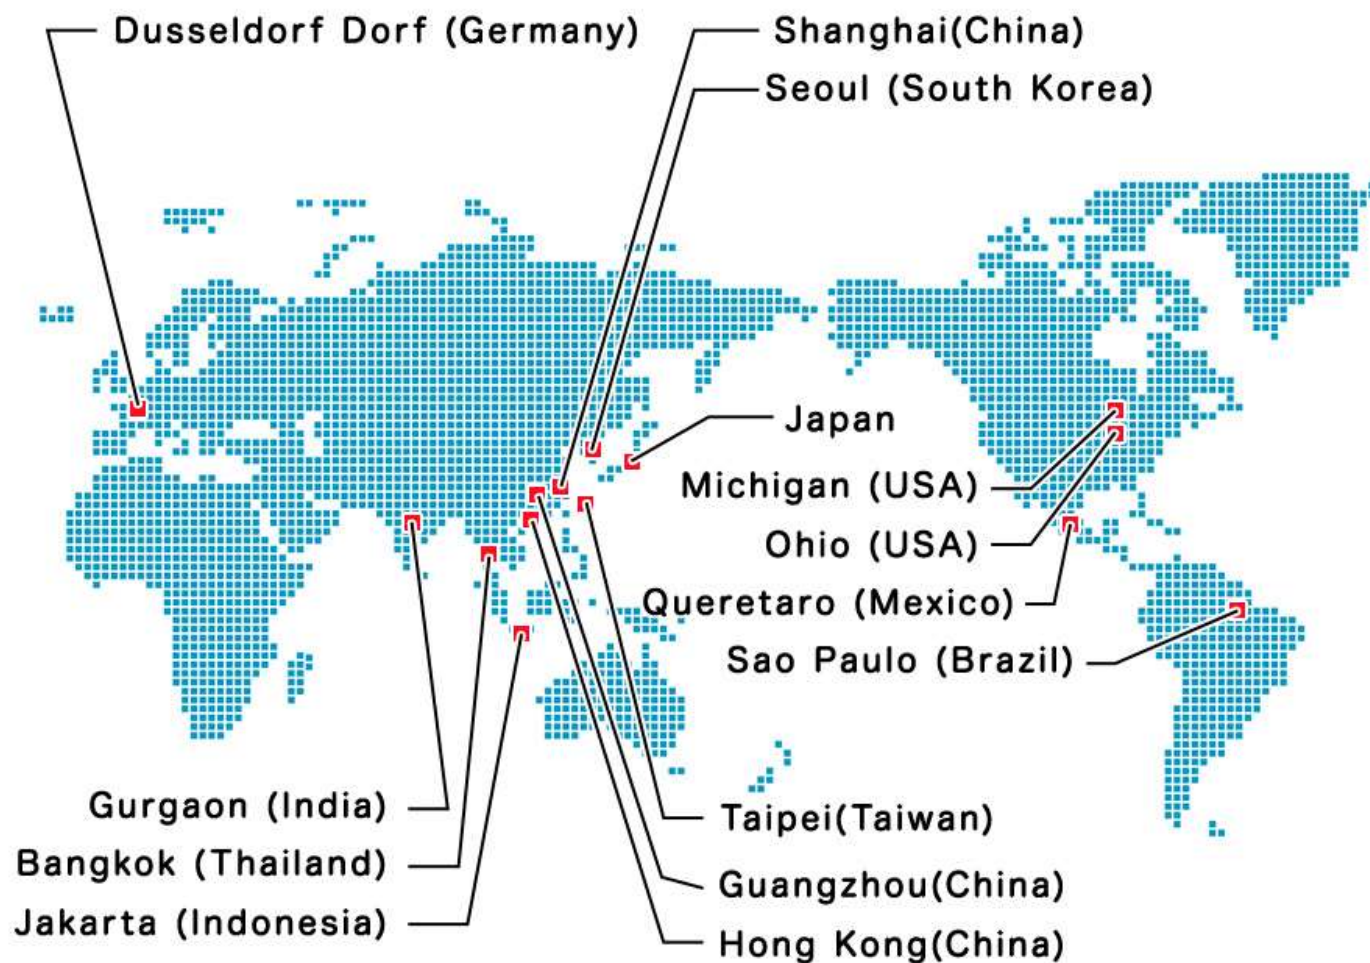 Dusseldorf Dorf (Germany)
Shanghai(China)
Seoul (South Korea)
Japan
Michigan (USA)
Ohio (USA)
Queretaro (Mexico)
Sao Paulo (Brazil)
Gurgaon (India)
Bangkok (Thailand)
Jakarta (Indonesia)
Taipei(Taiwan)
Guangzhou(China)
Hong Kong(China)